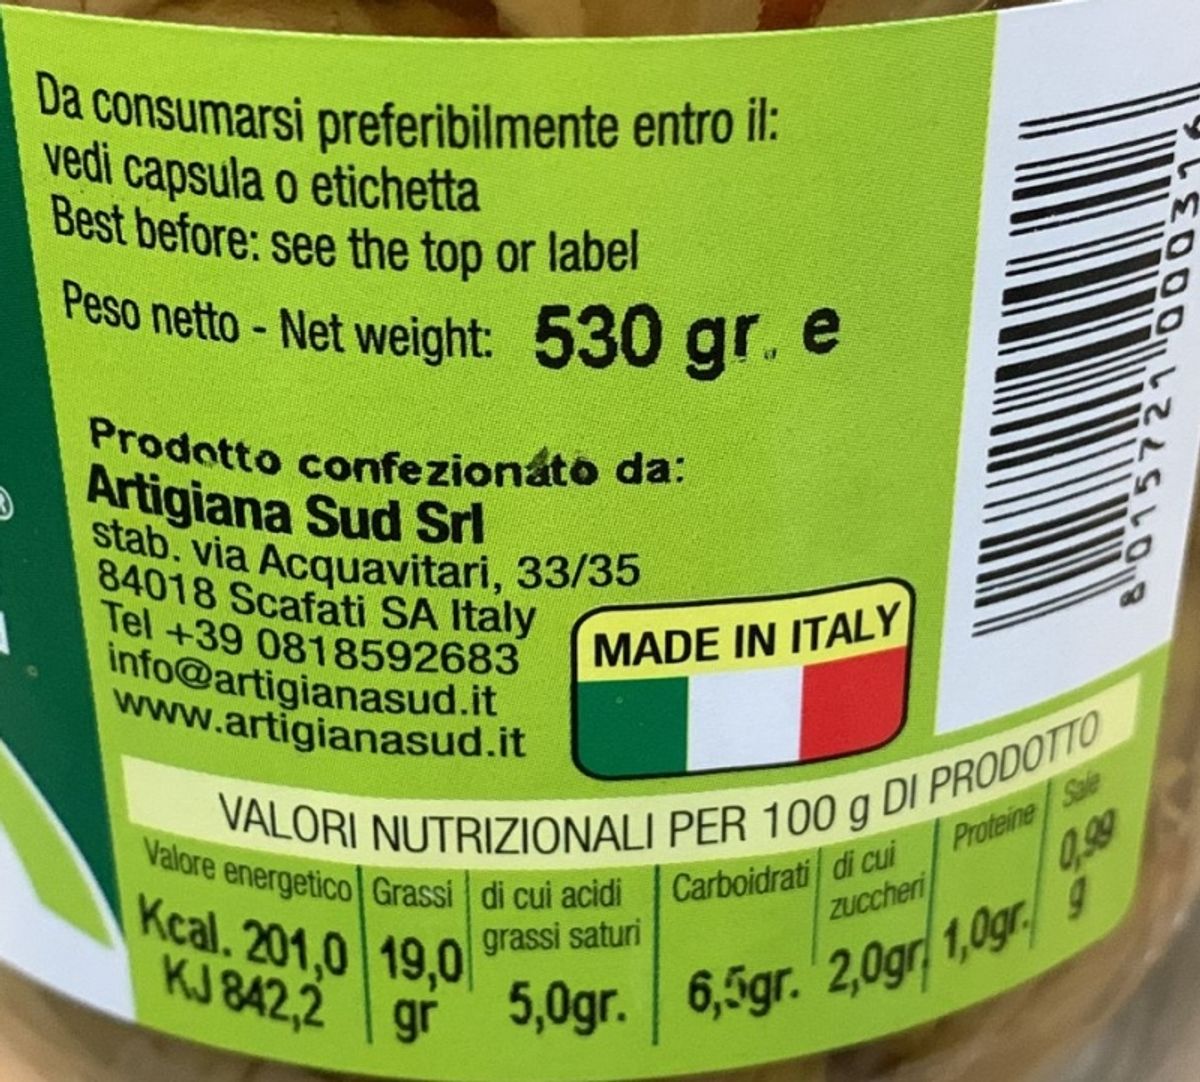 Da consumarsi preferibilmente entro il:
vedi capsula o etichetta
Best before: see the top or label
Peso netto - Net weight: 530 gr. e
Prodotto confezionato da:
Artigiana Sud Srl
stab. via Acquavitari, 33/35
84018 Scafati SA Italy
Tel +39 0818592683
info@artigianasud.it
www.artigianasud.it
MADE IN ITALY
8 015721 000316
VALORI NUTRIZIONALI PER 100 g DI PRODOTTO
Valore energetico Grassi di cui acidi grassi saturi Carboidrati di cui zuccheri Proteine Sale
Kcal. 201,0 19,0 5,0gr. 6,5gr. 2,0gr 1,0gr. 0,99
KJ 842,2 gr g
®